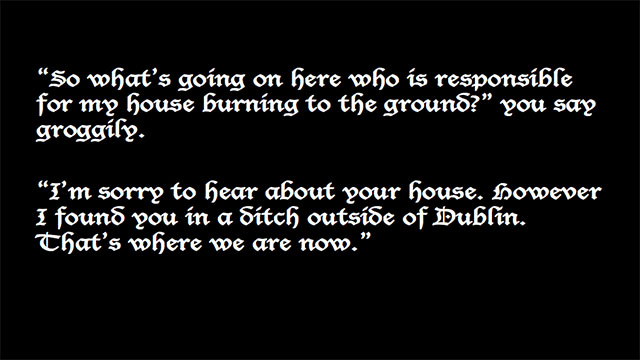 “So what’s going on here who is responsible
for my house burning to the ground?” you say
groggily.
“I’m sorry to hear about your house. However
I found you in a ditch outside of Dublin.
That’s where we are now.”